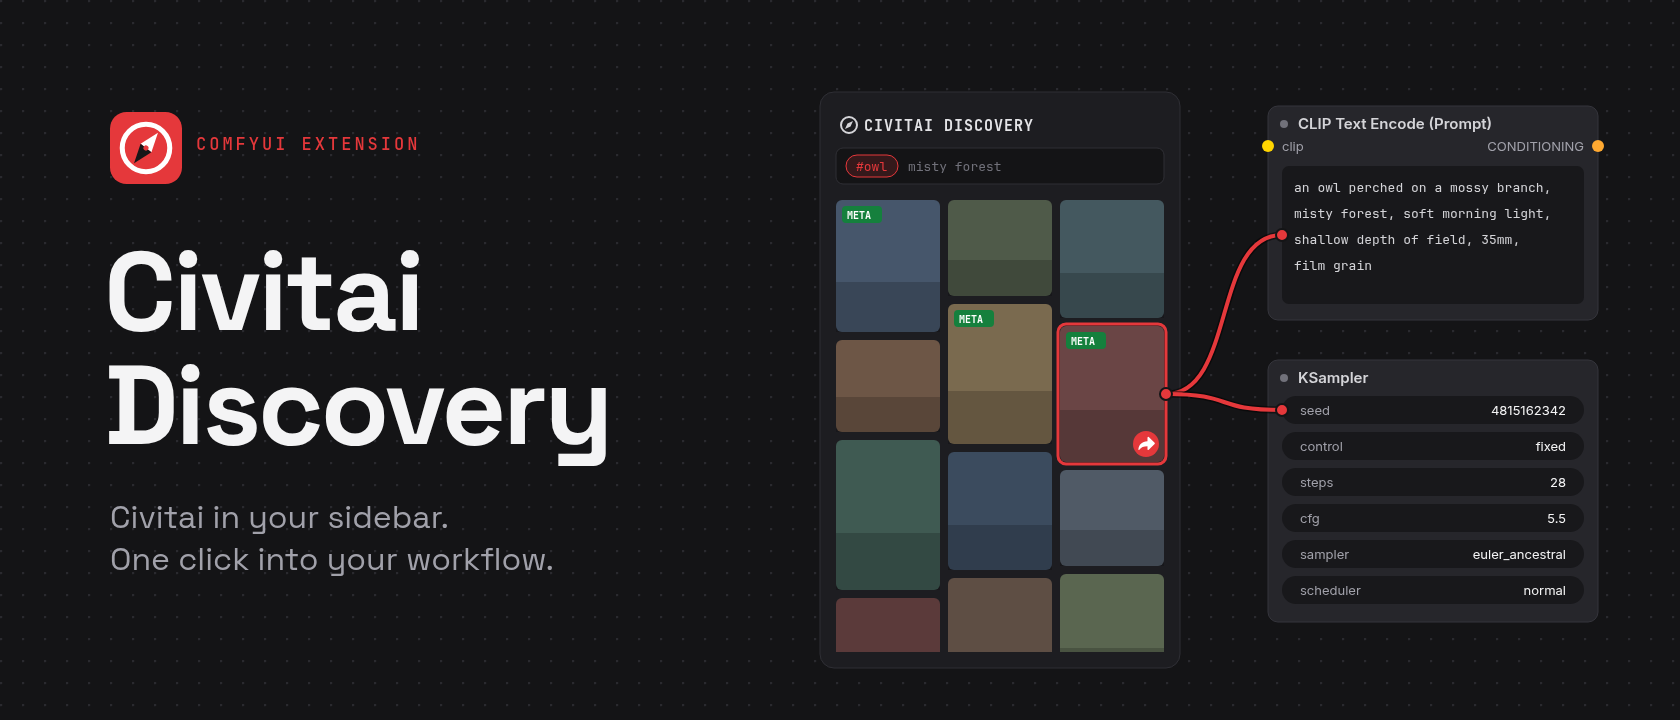 COMFYUI EXTENSION
Civitai
Discovery
Civitai in your sidebar.
One click into your workflow.
CIVITAI DISCOVERY
#owl misty forest
META
META
META
CLIP Text Encode (Prompt)
clip CONDITIONING
an owl perched on a mossy branch,
misty forest, soft morning light,
shallow depth of field, 35mm,
film grain
KSampler
seed 4815162342
control fixed
steps 28
cfg 5.5
sampler euler_ancestral
scheduler normal